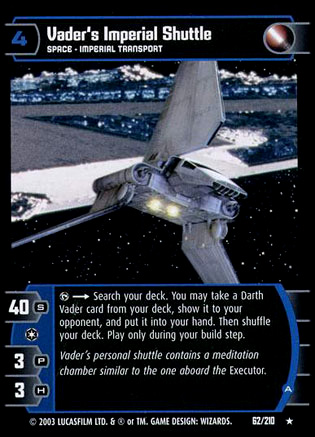 4
Vader's Imperial Shuttle
SPACE - IMPERIAL TRANSPORT
40 S
3 P
3 H
→ Search your deck. You may take a Darth
Vader card from your deck, show it to your
opponent, and put it into your hand. Then shuffle
your deck. Play only during your build step.
Vader's personal shuttle contains a meditation
chamber similar to the one aboard the Executor.
A
© 2003 LUCASFILM LTD. & ® or TM. GAME DESIGN: WIZARDS.
62/210 ★